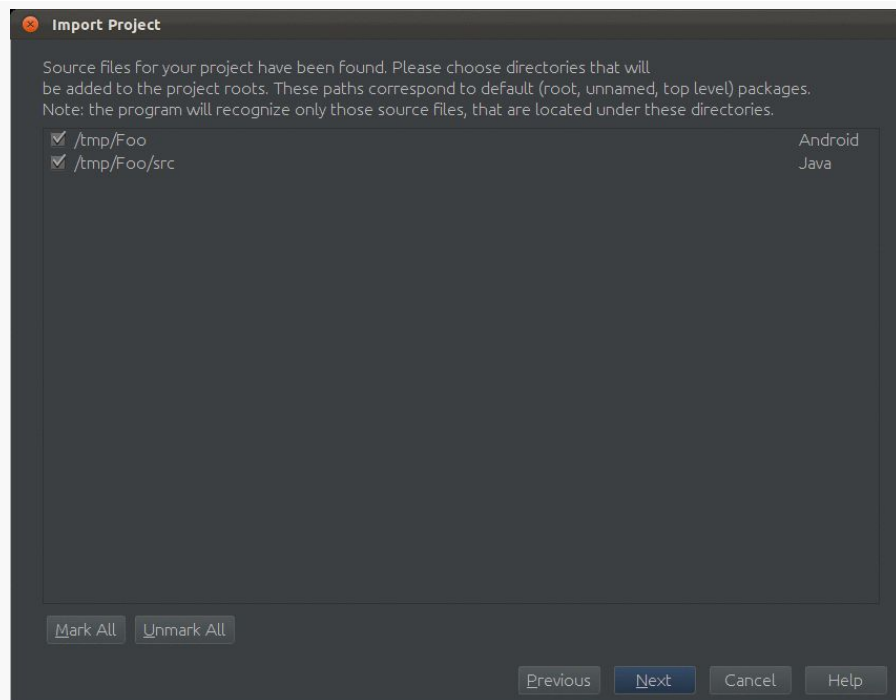 Import Project
Source files for your project have been found. Please choose directories that will
be added to the project roots. These paths correspond to default (root, unnamed, top level) packages.
Note: the program will recognize only those source files, that are located under these directories.
/tmp/Foo Android
/tmp/Foo/src Java
Mark All Unmark All
Previous Next Cancel Help